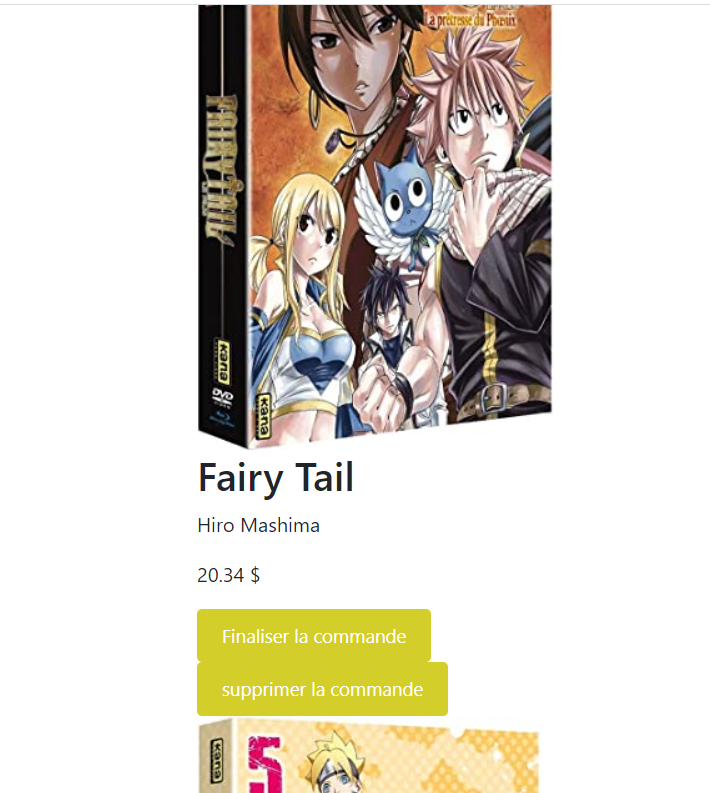 La prêtresse du Phœnix
FAIRY TAIL
KANA
DVD
KANA
Fairy Tail
Hiro Mashima
20.34 $
Finaliser la commande
supprimer la commande
KANA
5